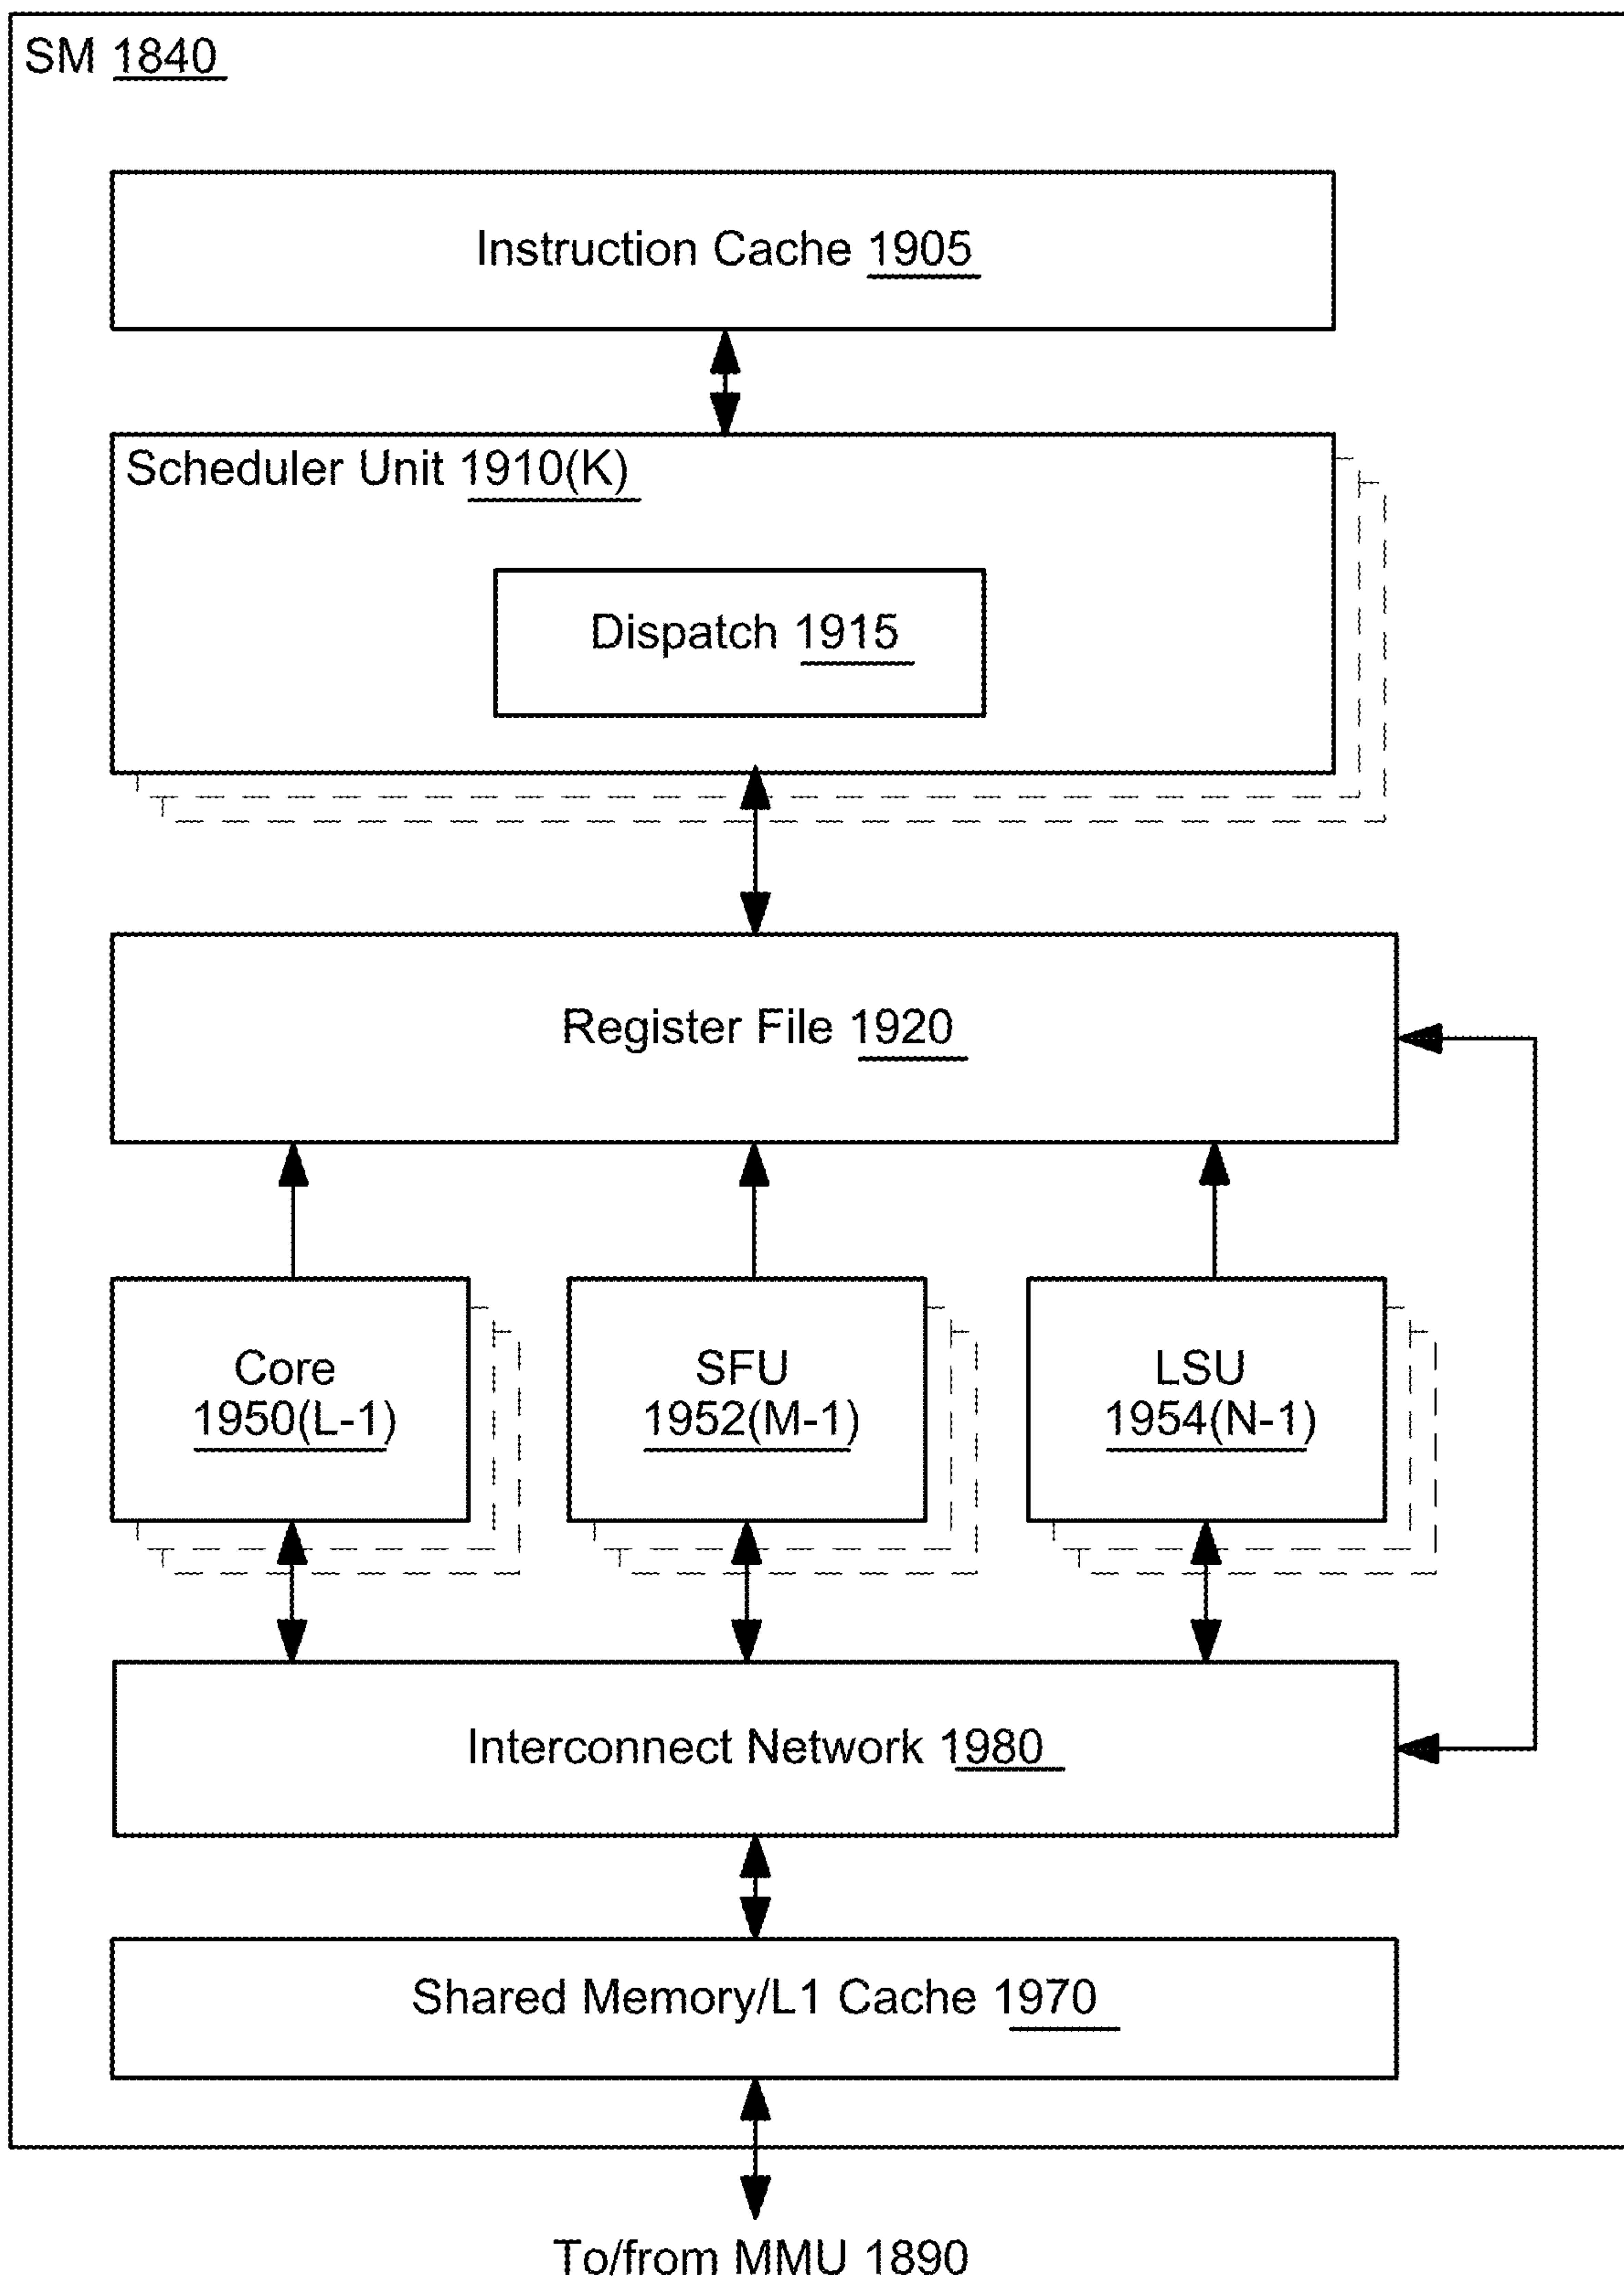 SM 1840
Instruction Cache 1905
Scheduler Unit 1910(K)
Dispatch 1915
Register File 1920
Core
1950(L-1)
SFU
1952(M-1)
LSU
1954(N-1)
Interconnect Network 1980
Shared Memory/L1 Cache 1970
To/from MMU 1890